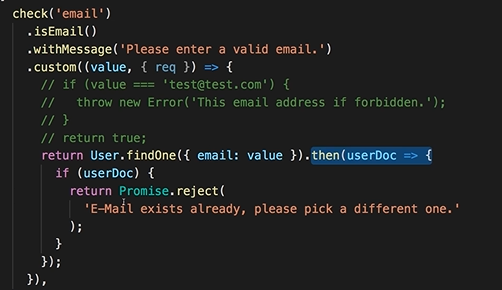 check('email')
.isEmail()
.withMessage('Please enter a valid email.')
.custom((value, { req }) => {
// if (value === 'test@test.com') {
//   throw new Error('This email address if forbidden.');
// }
// return true;
return User.findOne({ email: value }).then(userDoc => {
if (userDoc) {
return Promise.reject(
'E-Mail exists already, please pick a different one.'
);
}
});
}),